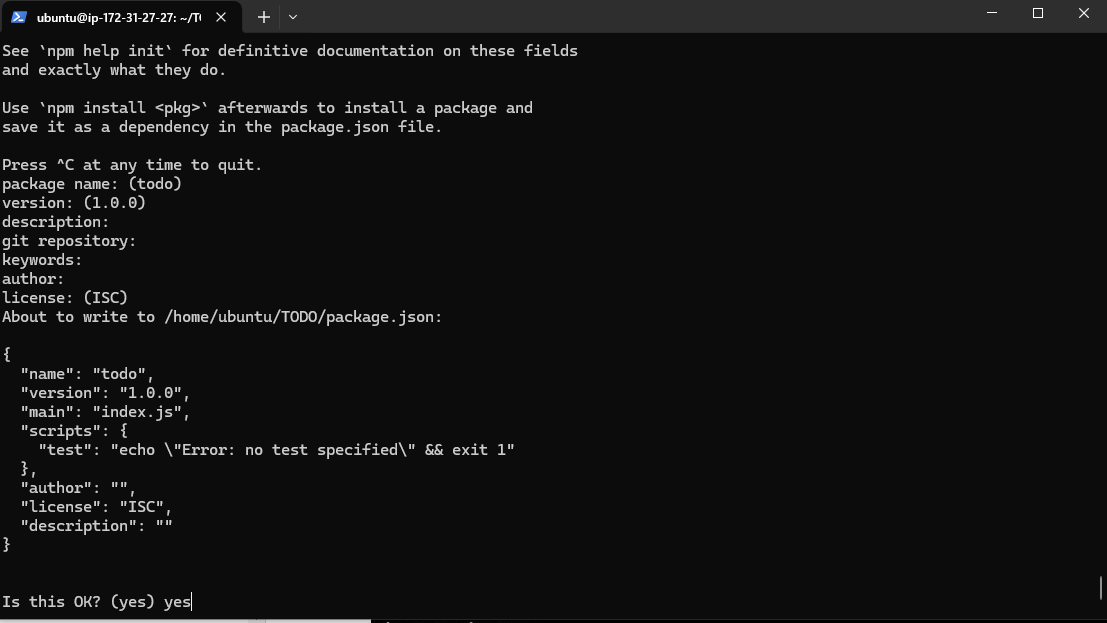 ubuntu@ip-172-31-27-27: ~/T
See `npm help init` for definitive documentation on these fields
and exactly what they do.
Use `npm install <pkg>` afterwards to install a package and
save it as a dependency in the package.json file.
Press ^C at any time to quit.
package name: (todo)
version: (1.0.0)
description:
git repository:
keywords:
author:
license: (ISC)
About to write to /home/ubuntu/TODO/package.json:
{
  "name": "todo",
  "version": "1.0.0",
  "main": "index.js",
  "scripts": {
    "test": "echo \"Error: no test specified\" && exit 1"
  },
  "author": "",
  "license": "ISC",
  "description": ""
}
Is this OK? (yes) yes